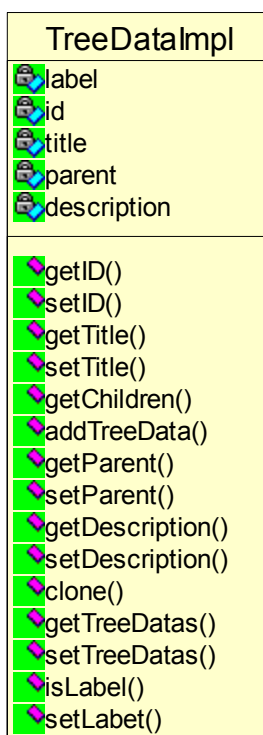 TreeDataImpl
label
id
title
parent
description
getID()
setID()
getTitle()
setTitle()
getChildren()
addTreeData()
getParent()
setParent()
getDescription()
setDescription()
clone()
getTreeDatas()
setTreeDatas()
isLabel()
setLabet()